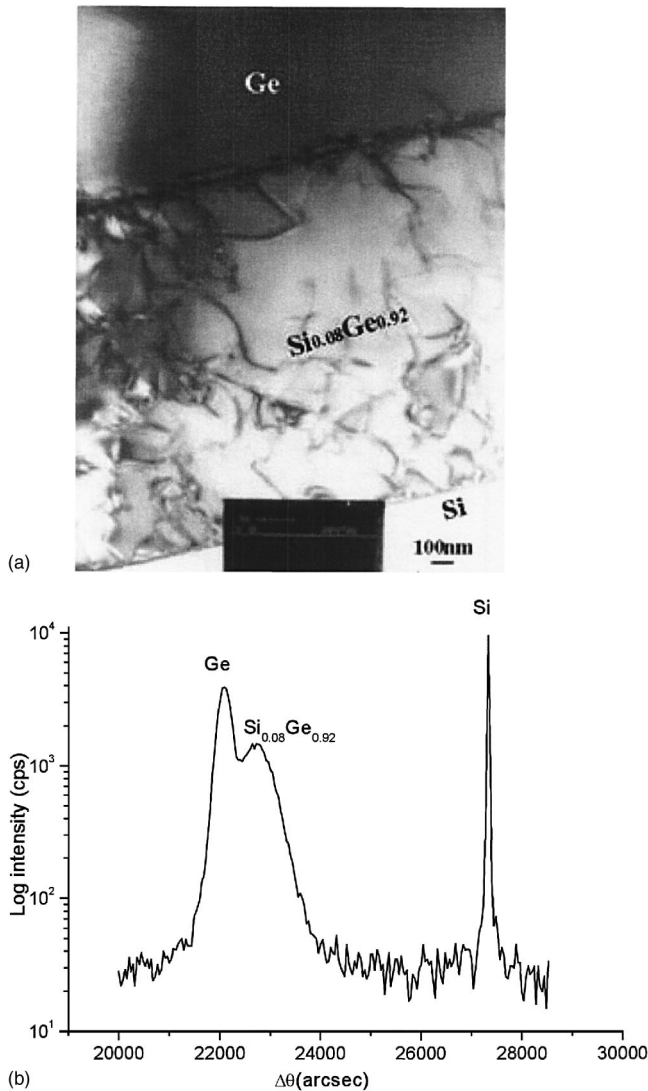 Ge
Si0.08Ge0.92
Si
100nm
(a)
Si
Ge
Si0.08Ge0.92
10^4
10^3
10^2
10^1
Log intensity (cps)
20000 22000 24000 26000 28000 30000
Δθ(arcsec)
(b)